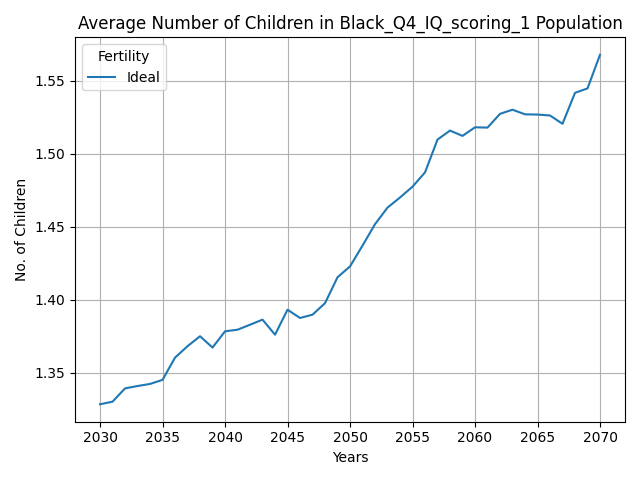 Average Number of Children in Black_Q4_IQ_scoring_1 Population
Fertility
Ideal
No. of Children
1.55
1.50
1.45
1.40
1.35
2030 2035 2040 2045 2050 2055 2060 2065 2070
Years